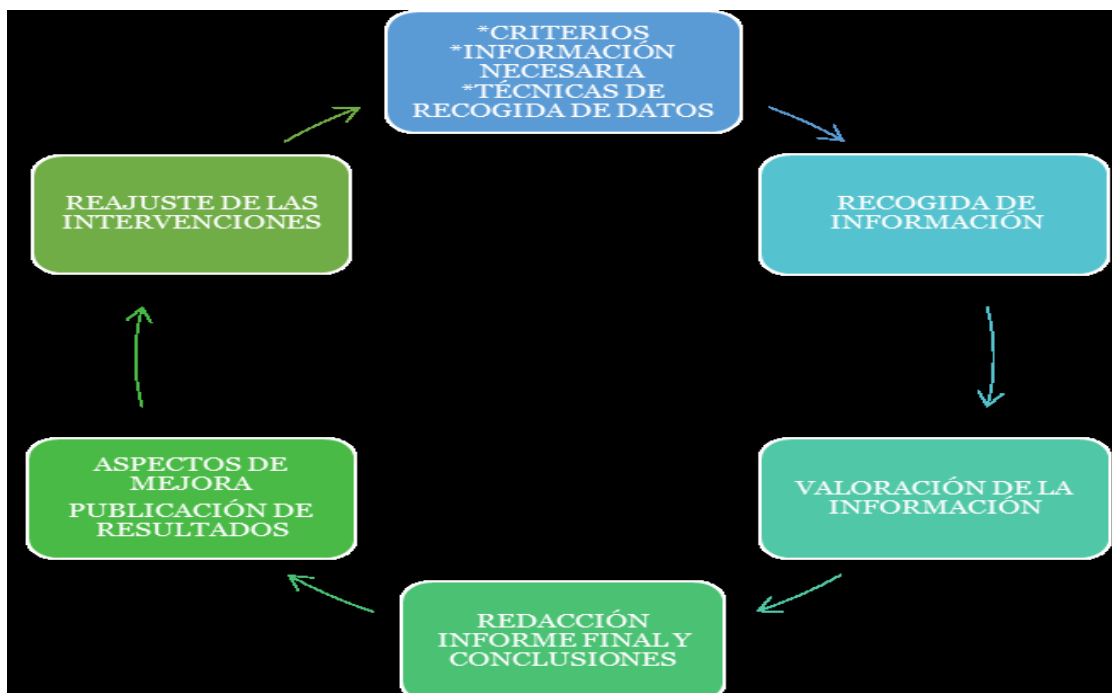 *CRITERIOS
*INFORMACIÓN
NECESARIA
*TÉCNICAS DE
RECOGIDA DE DATOS
RECOGIDA DE
INFORMACIÓN
VALORACIÓN DE LA
INFORMACIÓN
REDACCIÓN
INFORME FINAL Y
CONCLUSIONES
ASPECTOS DE
MEJORA
PUBLICACIÓN DE
RESULTADOS
REAJUSTE DE LAS
INTERVENCIONES